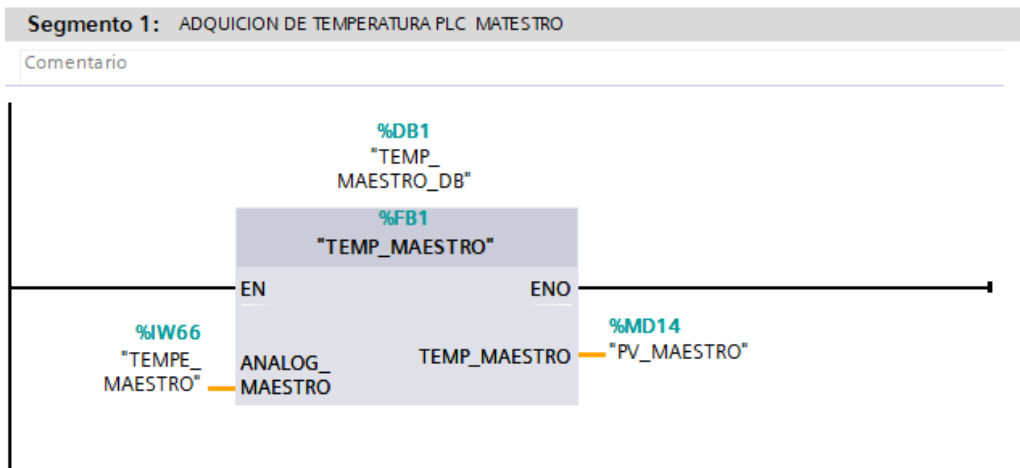 Segmento 1: ADQUICION DE TEMPERATURA PLC MATESTRO
Comentario
%DB1
"TEMP_
MAESTRO_DB"
%FB1
"TEMP_MAESTRO"
EN
ENO
%IW66
"TEMPE_
MAESTRO"
ANALOG_
MAESTRO
TEMP_MAESTRO
%MD14
"PV_MAESTRO"